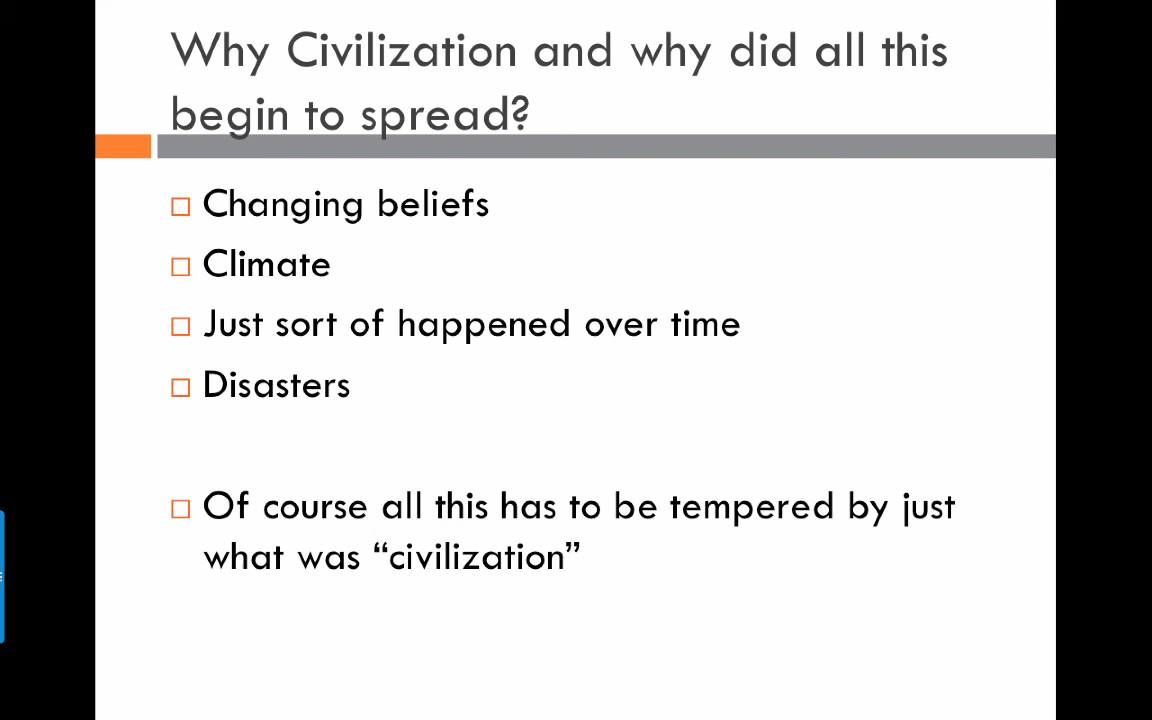 Why Civilization and why did all this
begin to spread?
Changing beliefs
Climate
Just sort of happened over time
Disasters
Of course all this has to be tempered by just
what was “civilization”